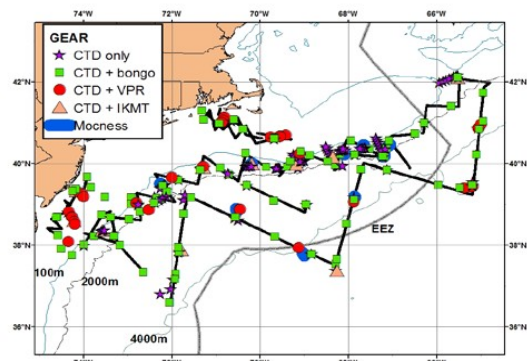 GEAR
CTD only
CTD + bongo
CTD + VPR
CTD + IKMT
Mocness
42°N
42°N
40°N
40°N
38°N
38°N
36°N
36°N
EEZ
100m
2000m
4000m
74°W
72°W
70°W
68°W
66°W